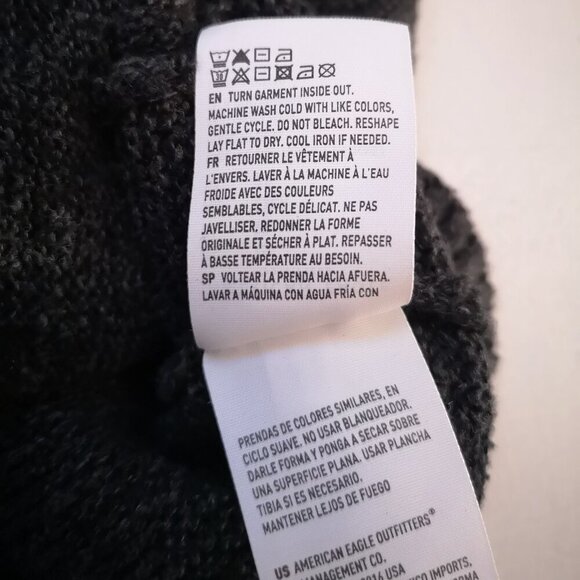 EN TURN GARMENT INSIDE OUT.
MACHINE WASH COLD WITH LIKE COLORS,
GENTLE CYCLE. DO NOT BLEACH. RESHAPE
LAY FLAT TO DRY. COOL IRON IF NEEDED.
FR RETOURNER LE VÊTEMENT À
L'ENVERS. LAVER À LA MACHINE À L'EAU
FROIDE AVEC DES COULEURS
SEMBLABLES, CYCLE DÉLICAT. NE PAS
JAVELLISER. REDONNER LA FORME
ORIGINALE ET SÉCHER À PLAT. REPASSER
À BASSE TEMPÉRATURE AU BESOIN.
SP VOLTEAR LA PRENDA HACIA AFUERA.
LAVAR A MÁQUINA CON AGUA FRÍA CON
PRENDAS DE COLORES SIMILARES, EN
CICLO SUAVE. NO USAR BLANQUEADOR.
DARLE FORMA Y PONGA A SECAR SOBRE
UNA SUPERFICIE PLANA. USAR PLANCHA
TIBIA SI ES NECESARIO.
MANTENER LEJOS DE FUEGO
US AMERICAN EAGLE OUTFITTERS®
MANAGEMENT CO.
2016 USA
IMPORTS,